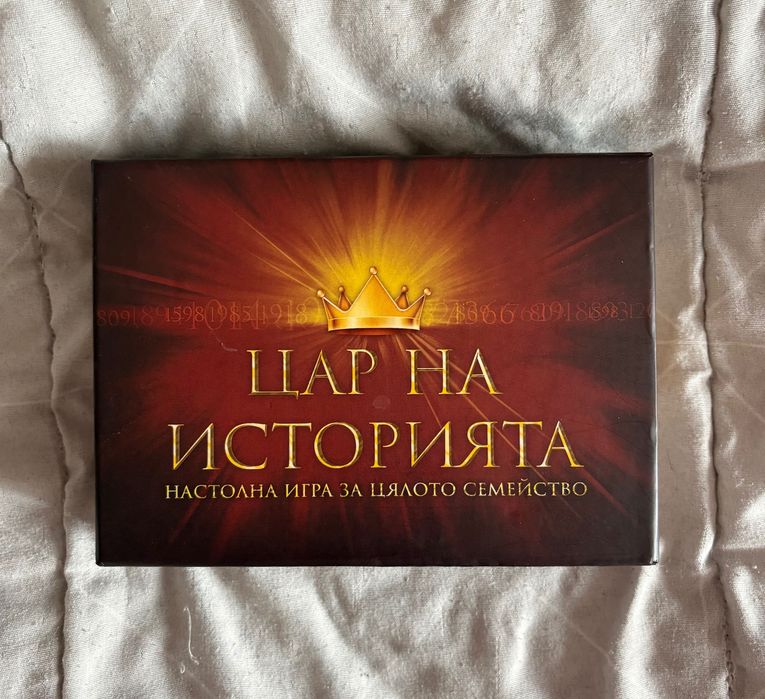 ЦАР НА
ИСТОРИЯТА
НАСТОЛНА ИГРА ЗА ЦЯЛОТО СЕМЕЙСТВО